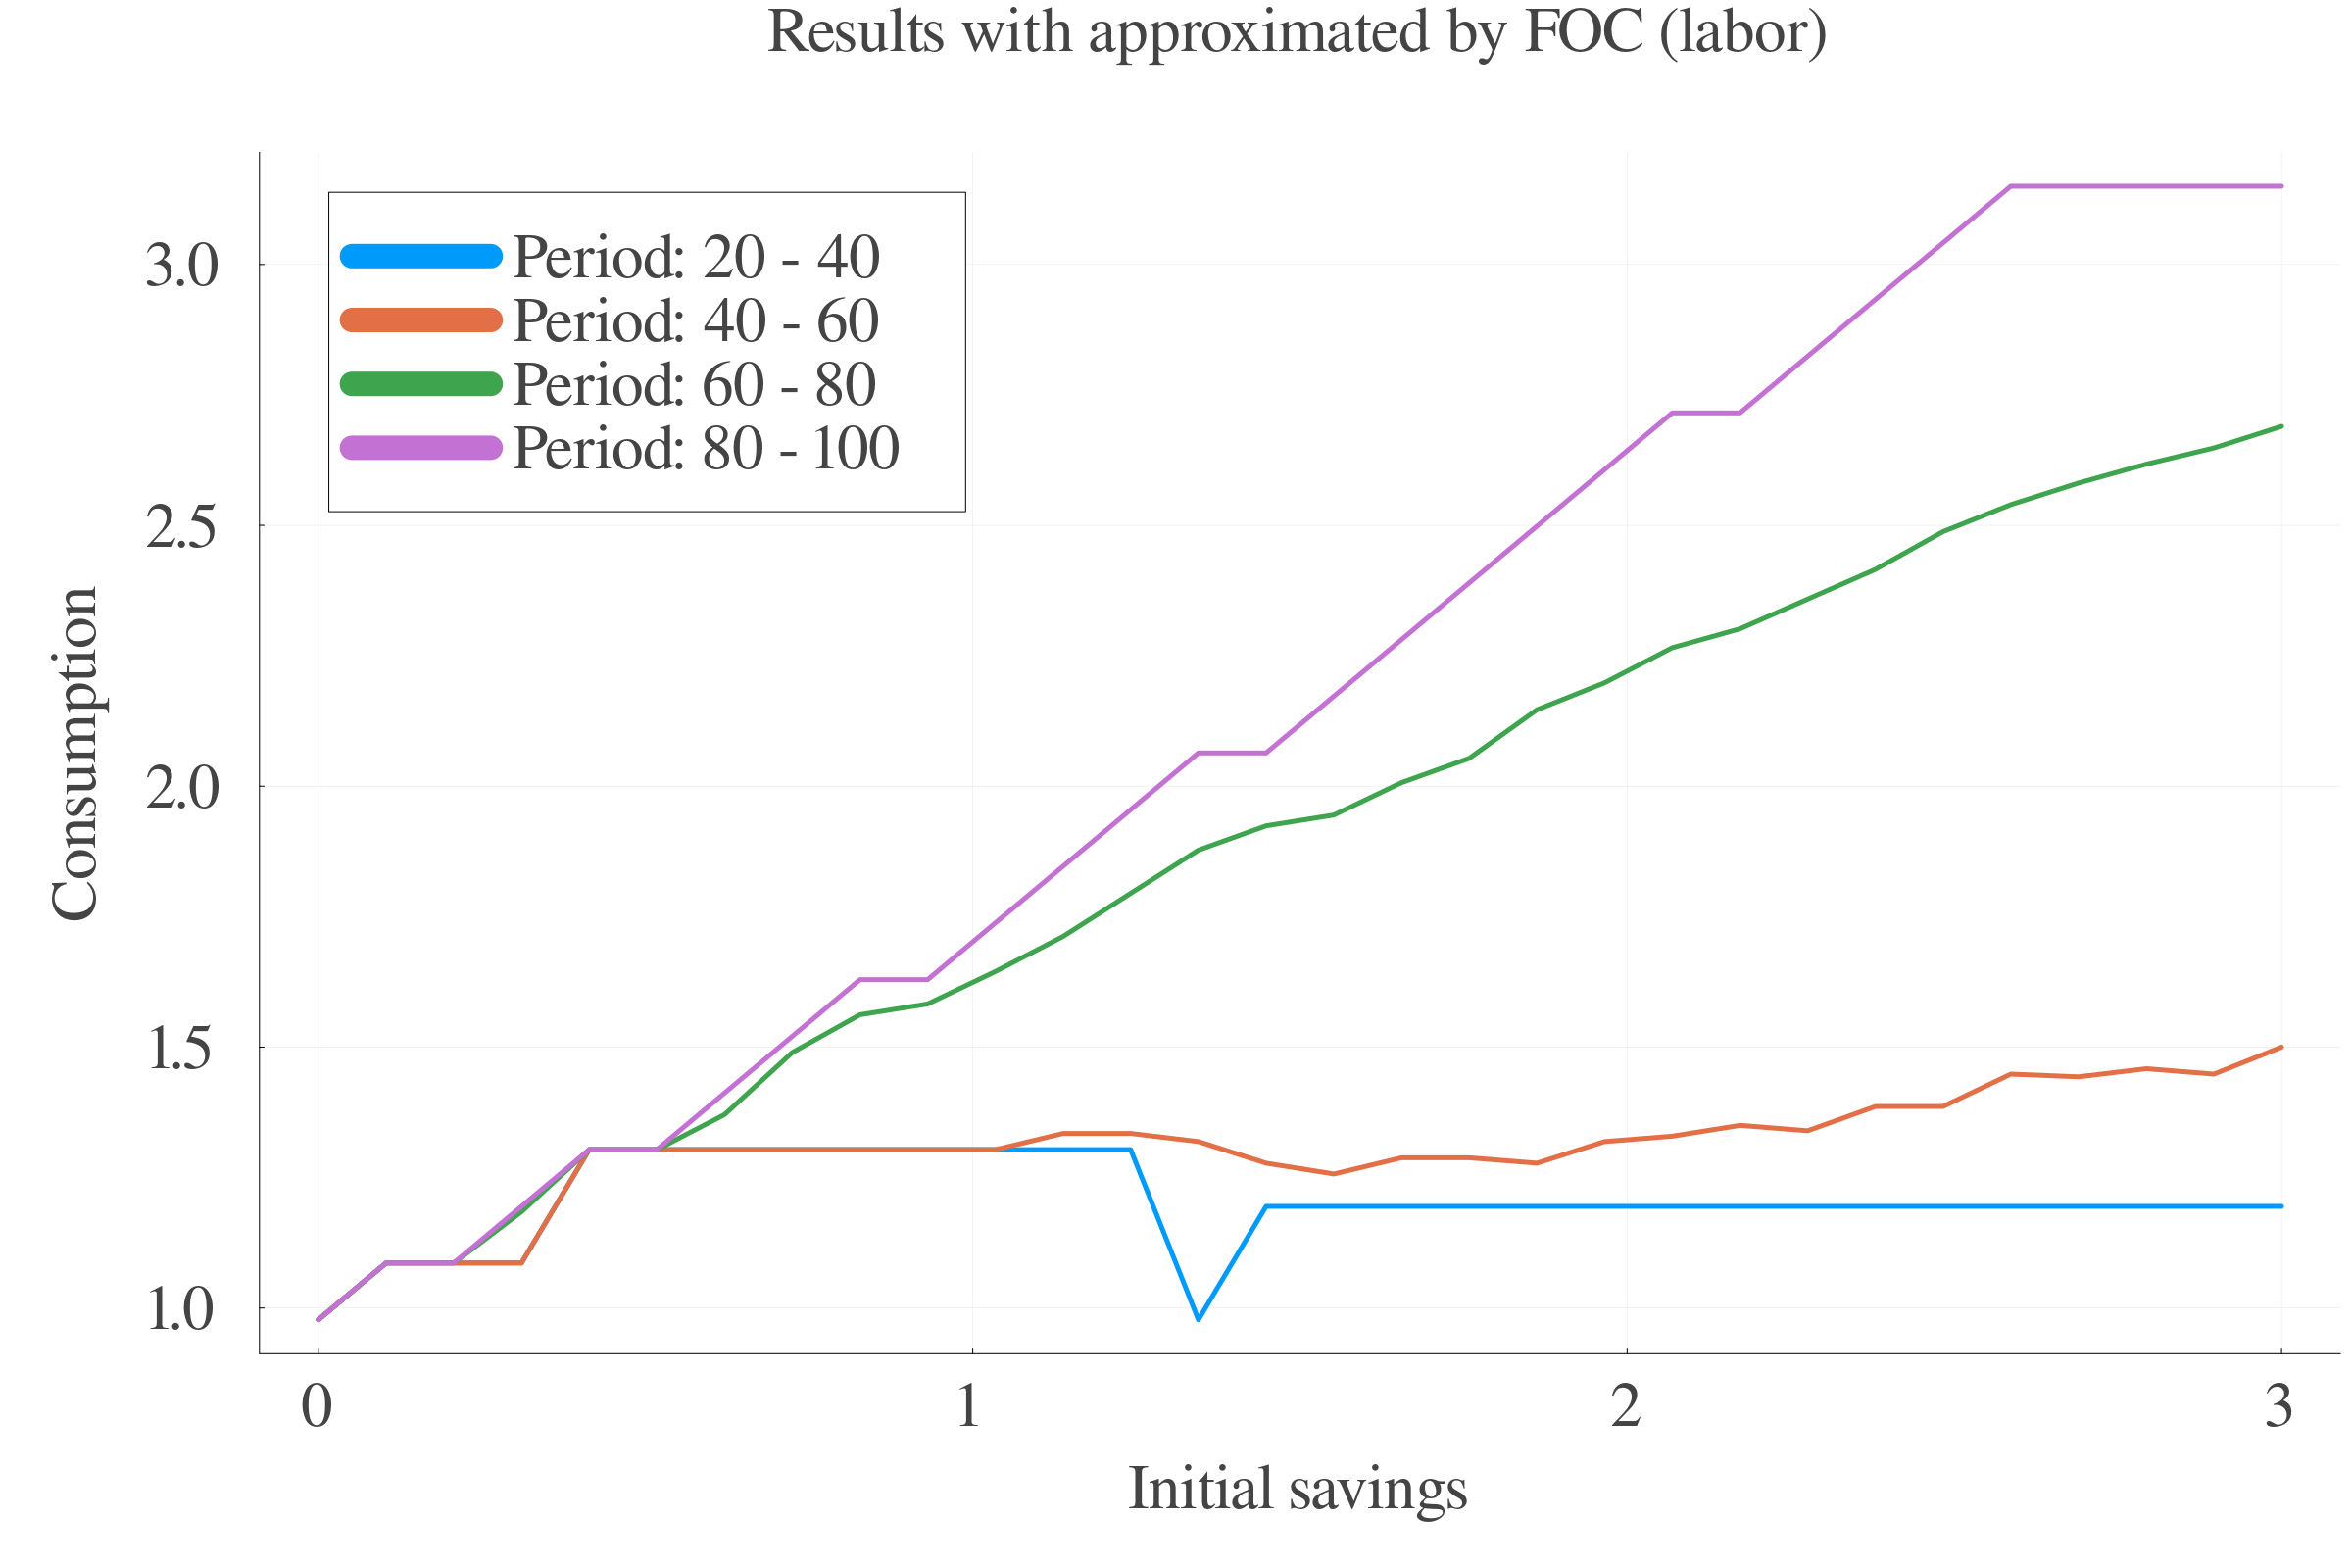 Results with approximated by FOC (labor)
Period: 20 - 40
Period: 40 - 60
Period: 60 - 80
Period: 80 - 100
3.0
2.5
2.0
1.5
1.0
Consumption
0
1
2
3
Initial savings